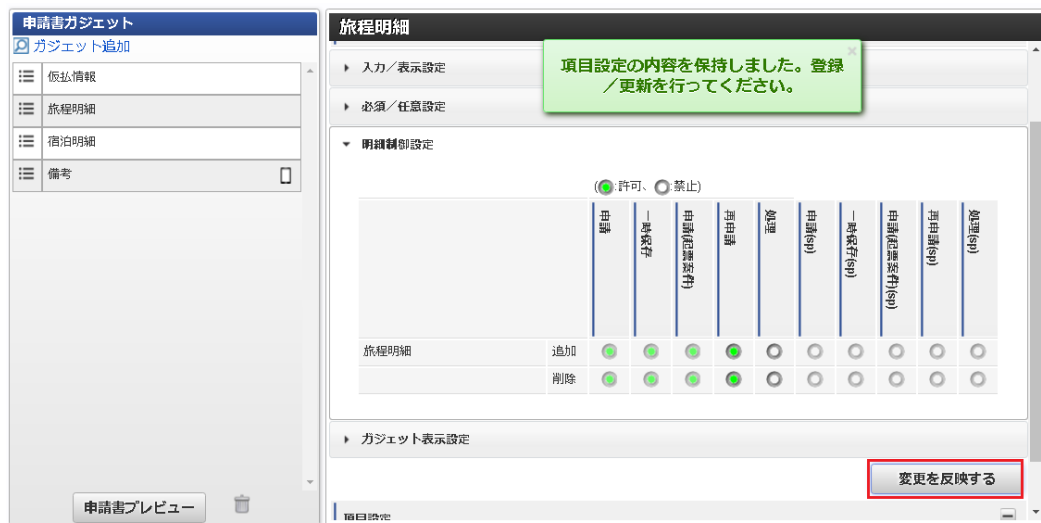 申請書ガジェット
ガジェット追加
仮払情報
旅程明細
宿泊明細
備考
申請書プレビュー
旅程明細
入力／表示設定
必須／任意設定
項目設定の内容を保持しました。登録
／更新を行ってください。
×
明細制御設定
(●:許可、○:禁止)
申請
一時保存
申請(起票案件)
再申請
処理
申請(sp)
一時保存(sp)
申請(起票案件)(sp)
再申請(sp)
処理(sp)
旅程明細 追加
削除
ガジェット表示設定
変更を反映する
項目設定